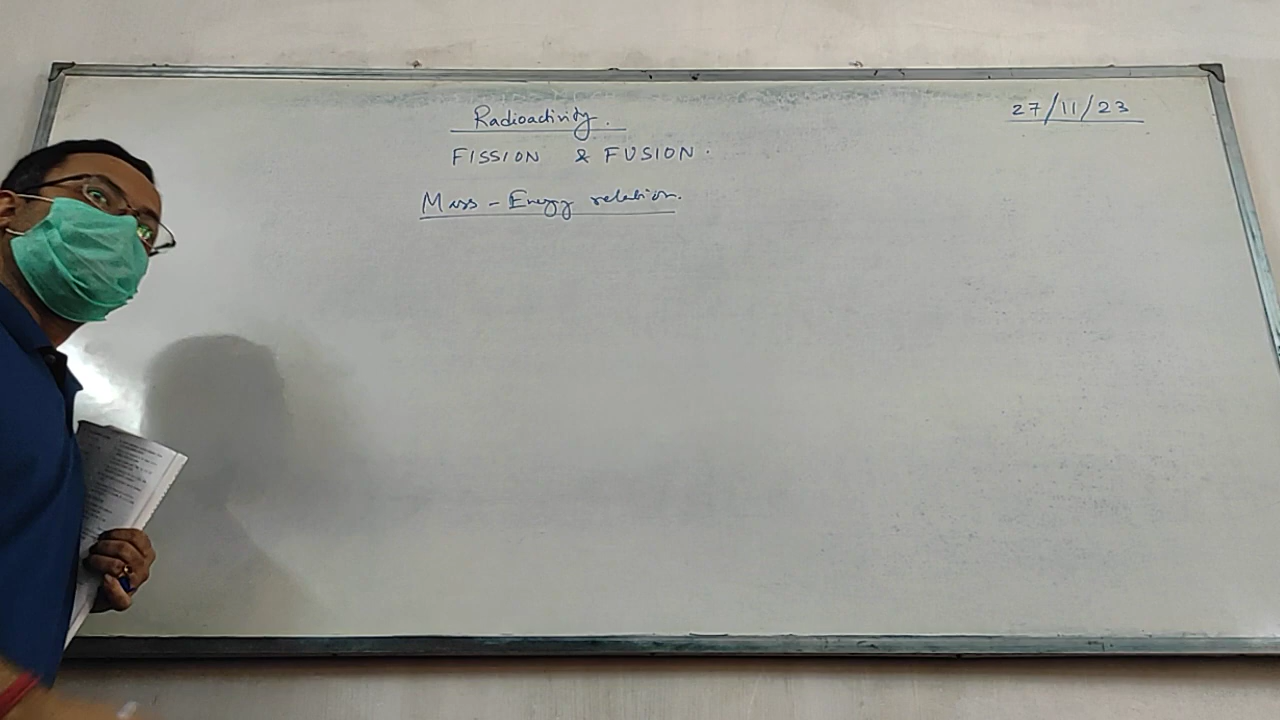 Radioactivity.
27/11/23
FISSION & FUSION.
Mass - Energy relation.